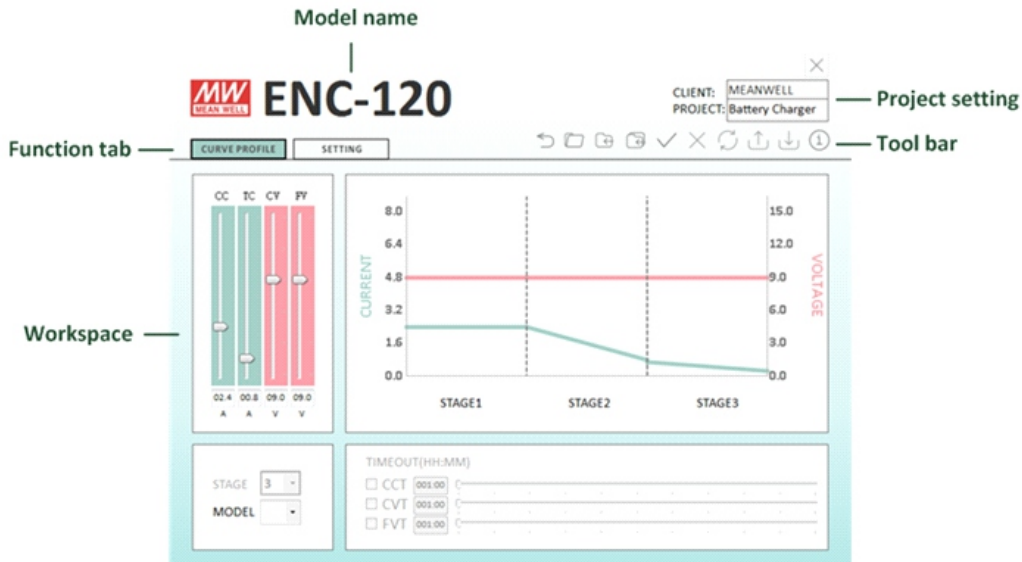 Model name
MW
MEAN WELL
ENC-120
CLIENT: MEANWELL
PROJECT: Battery Charger
Project setting
Function tab
CURVE PROFILE
SETTING
Tool bar
CC TC CV FV
02.4 00.8 09.0 09.0
A A V V
Workspace
8.0
6.4
4.8
3.2
1.6
0.0
CURRENT
15.0
12.0
9.0
6.0
3.0
0.0
VOLTAGE
STAGE1 STAGE2 STAGE3
STAGE 3
MODEL
TIMEOUT(HH:MM)
CCT 001:00 0
CVT 001:00 0
FVT 001:00 0